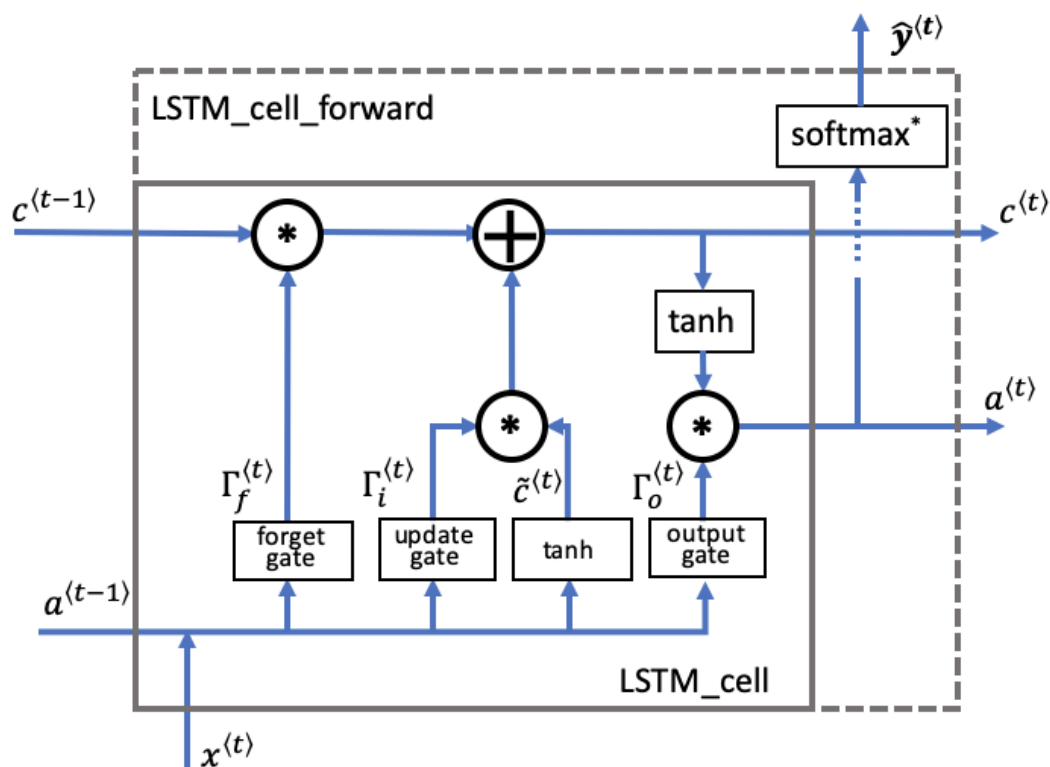 ŷ⟨t⟩
LSTM_cell_forward
softmax*
c⟨t−1⟩
c⟨t⟩
*
+
tanh
a⟨t⟩
*
*
Γf⟨t⟩
Γi⟨t⟩
c̃⟨t⟩
Γo⟨t⟩
forget
gate
update
gate
tanh
output
gate
a⟨t−1⟩
LSTM_cell
x⟨t⟩